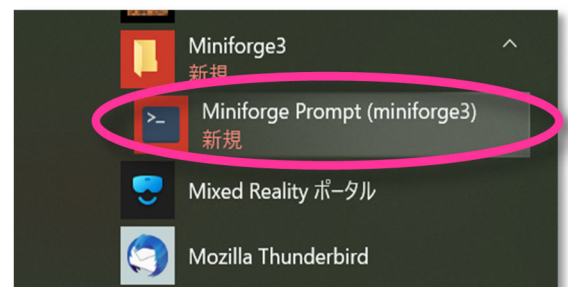 Miniforge3
新規
>_
Miniforge Prompt (miniforge3)
新規
Mixed Reality ポータル
Mozilla Thunderbird